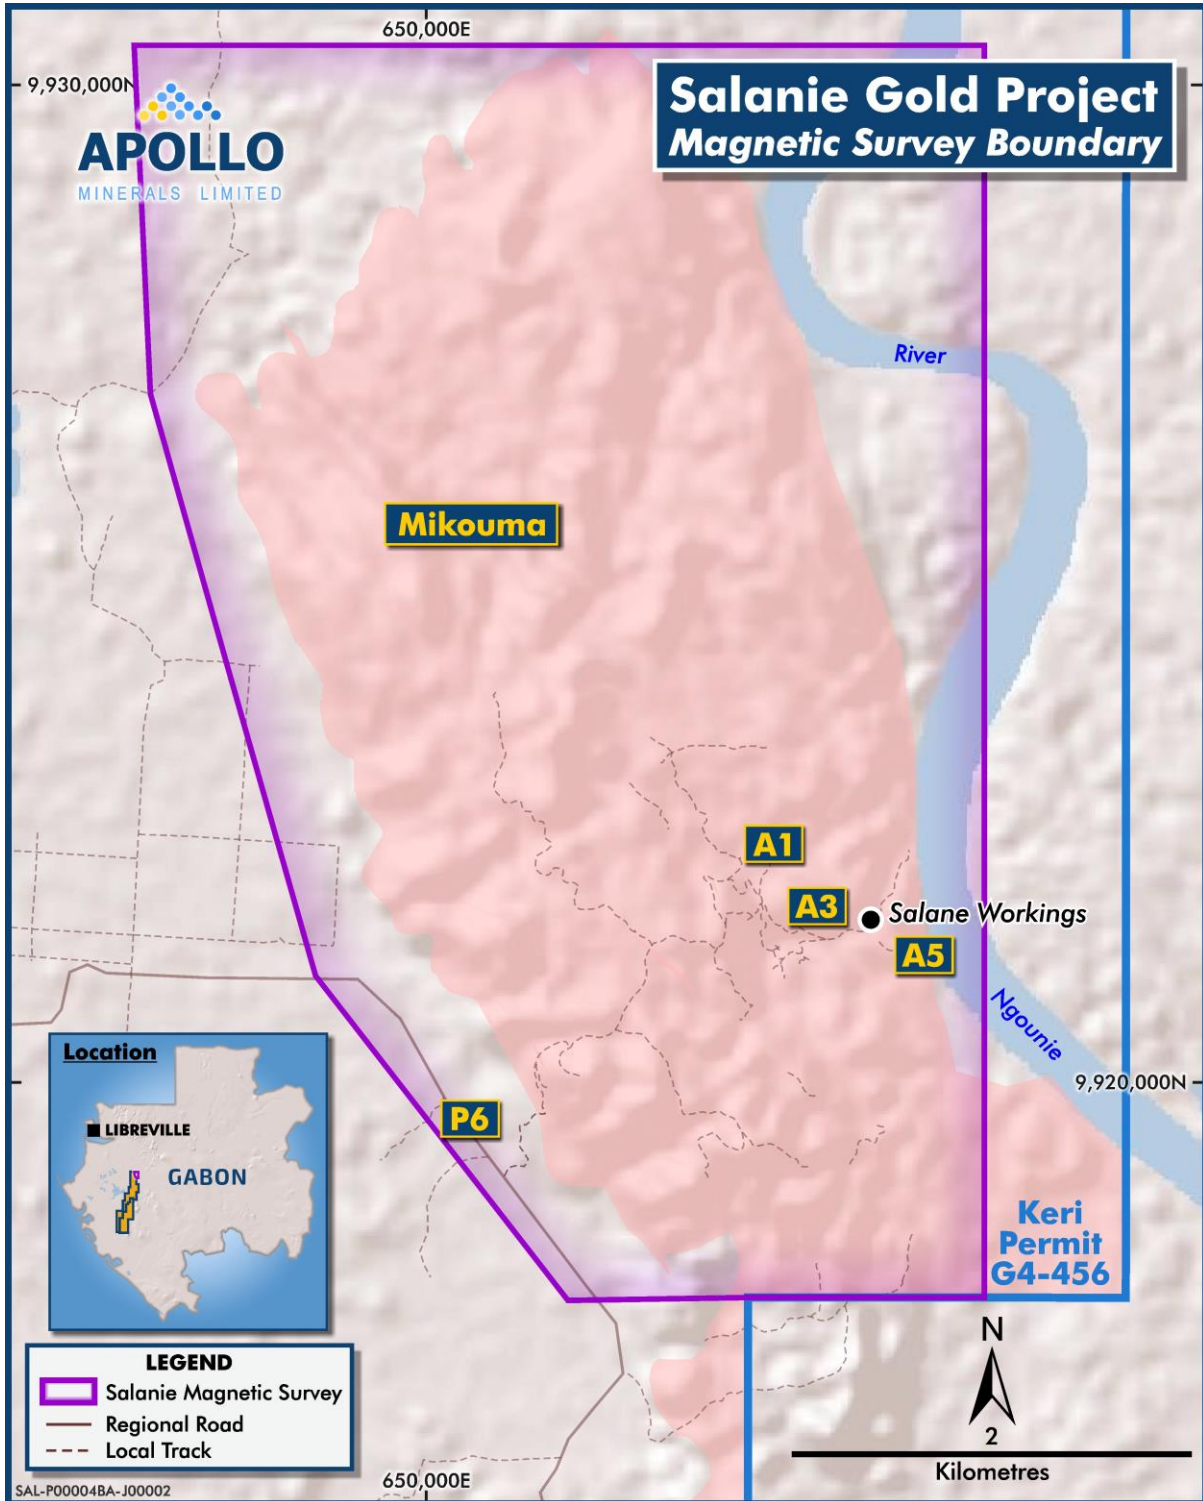 650,000E
9,930,000N
Salanie Gold Project
Magnetic Survey Boundary
APOLLO
MINERALS LIMITED
River
Mikouma
A1
A3
Salane Workings
A5
Ngounie
9,920,000N
P6
Location
LIBREVILLE
GABON
Keri
Permit
G4-456
LEGEND
Salanie Magnetic Survey
Regional Road
Local Track
N
2
Kilometres
650,000E
SAL-P00004BA-J00002